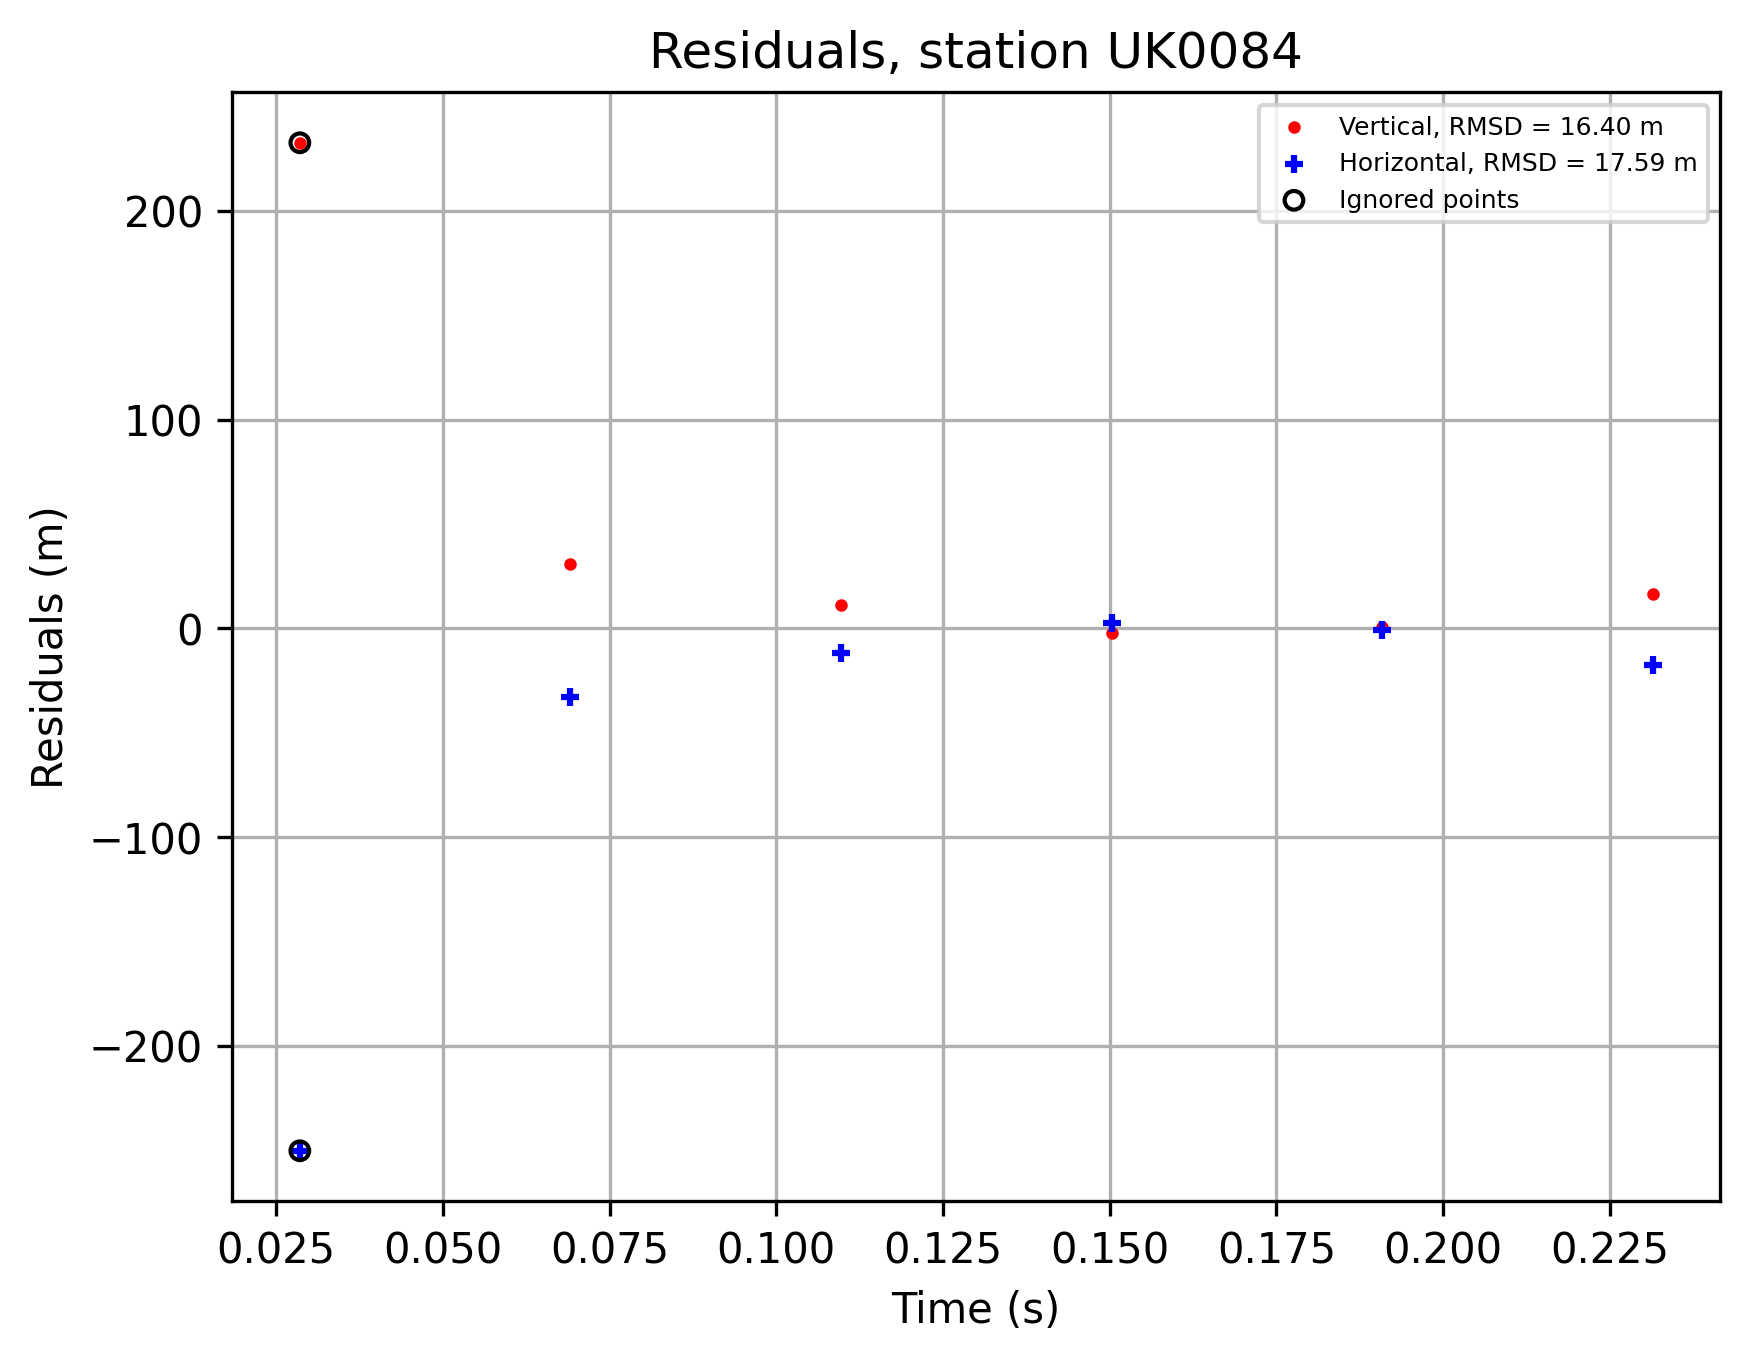 Residuals, station UK0084
Vertical, RMSD = 16.40 m
Horizontal, RMSD = 17.59 m
Ignored points
200
100
0
−100
−200
Residuals (m)
0.025 0.050 0.075 0.100 0.125 0.150 0.175 0.200 0.225
Time (s)